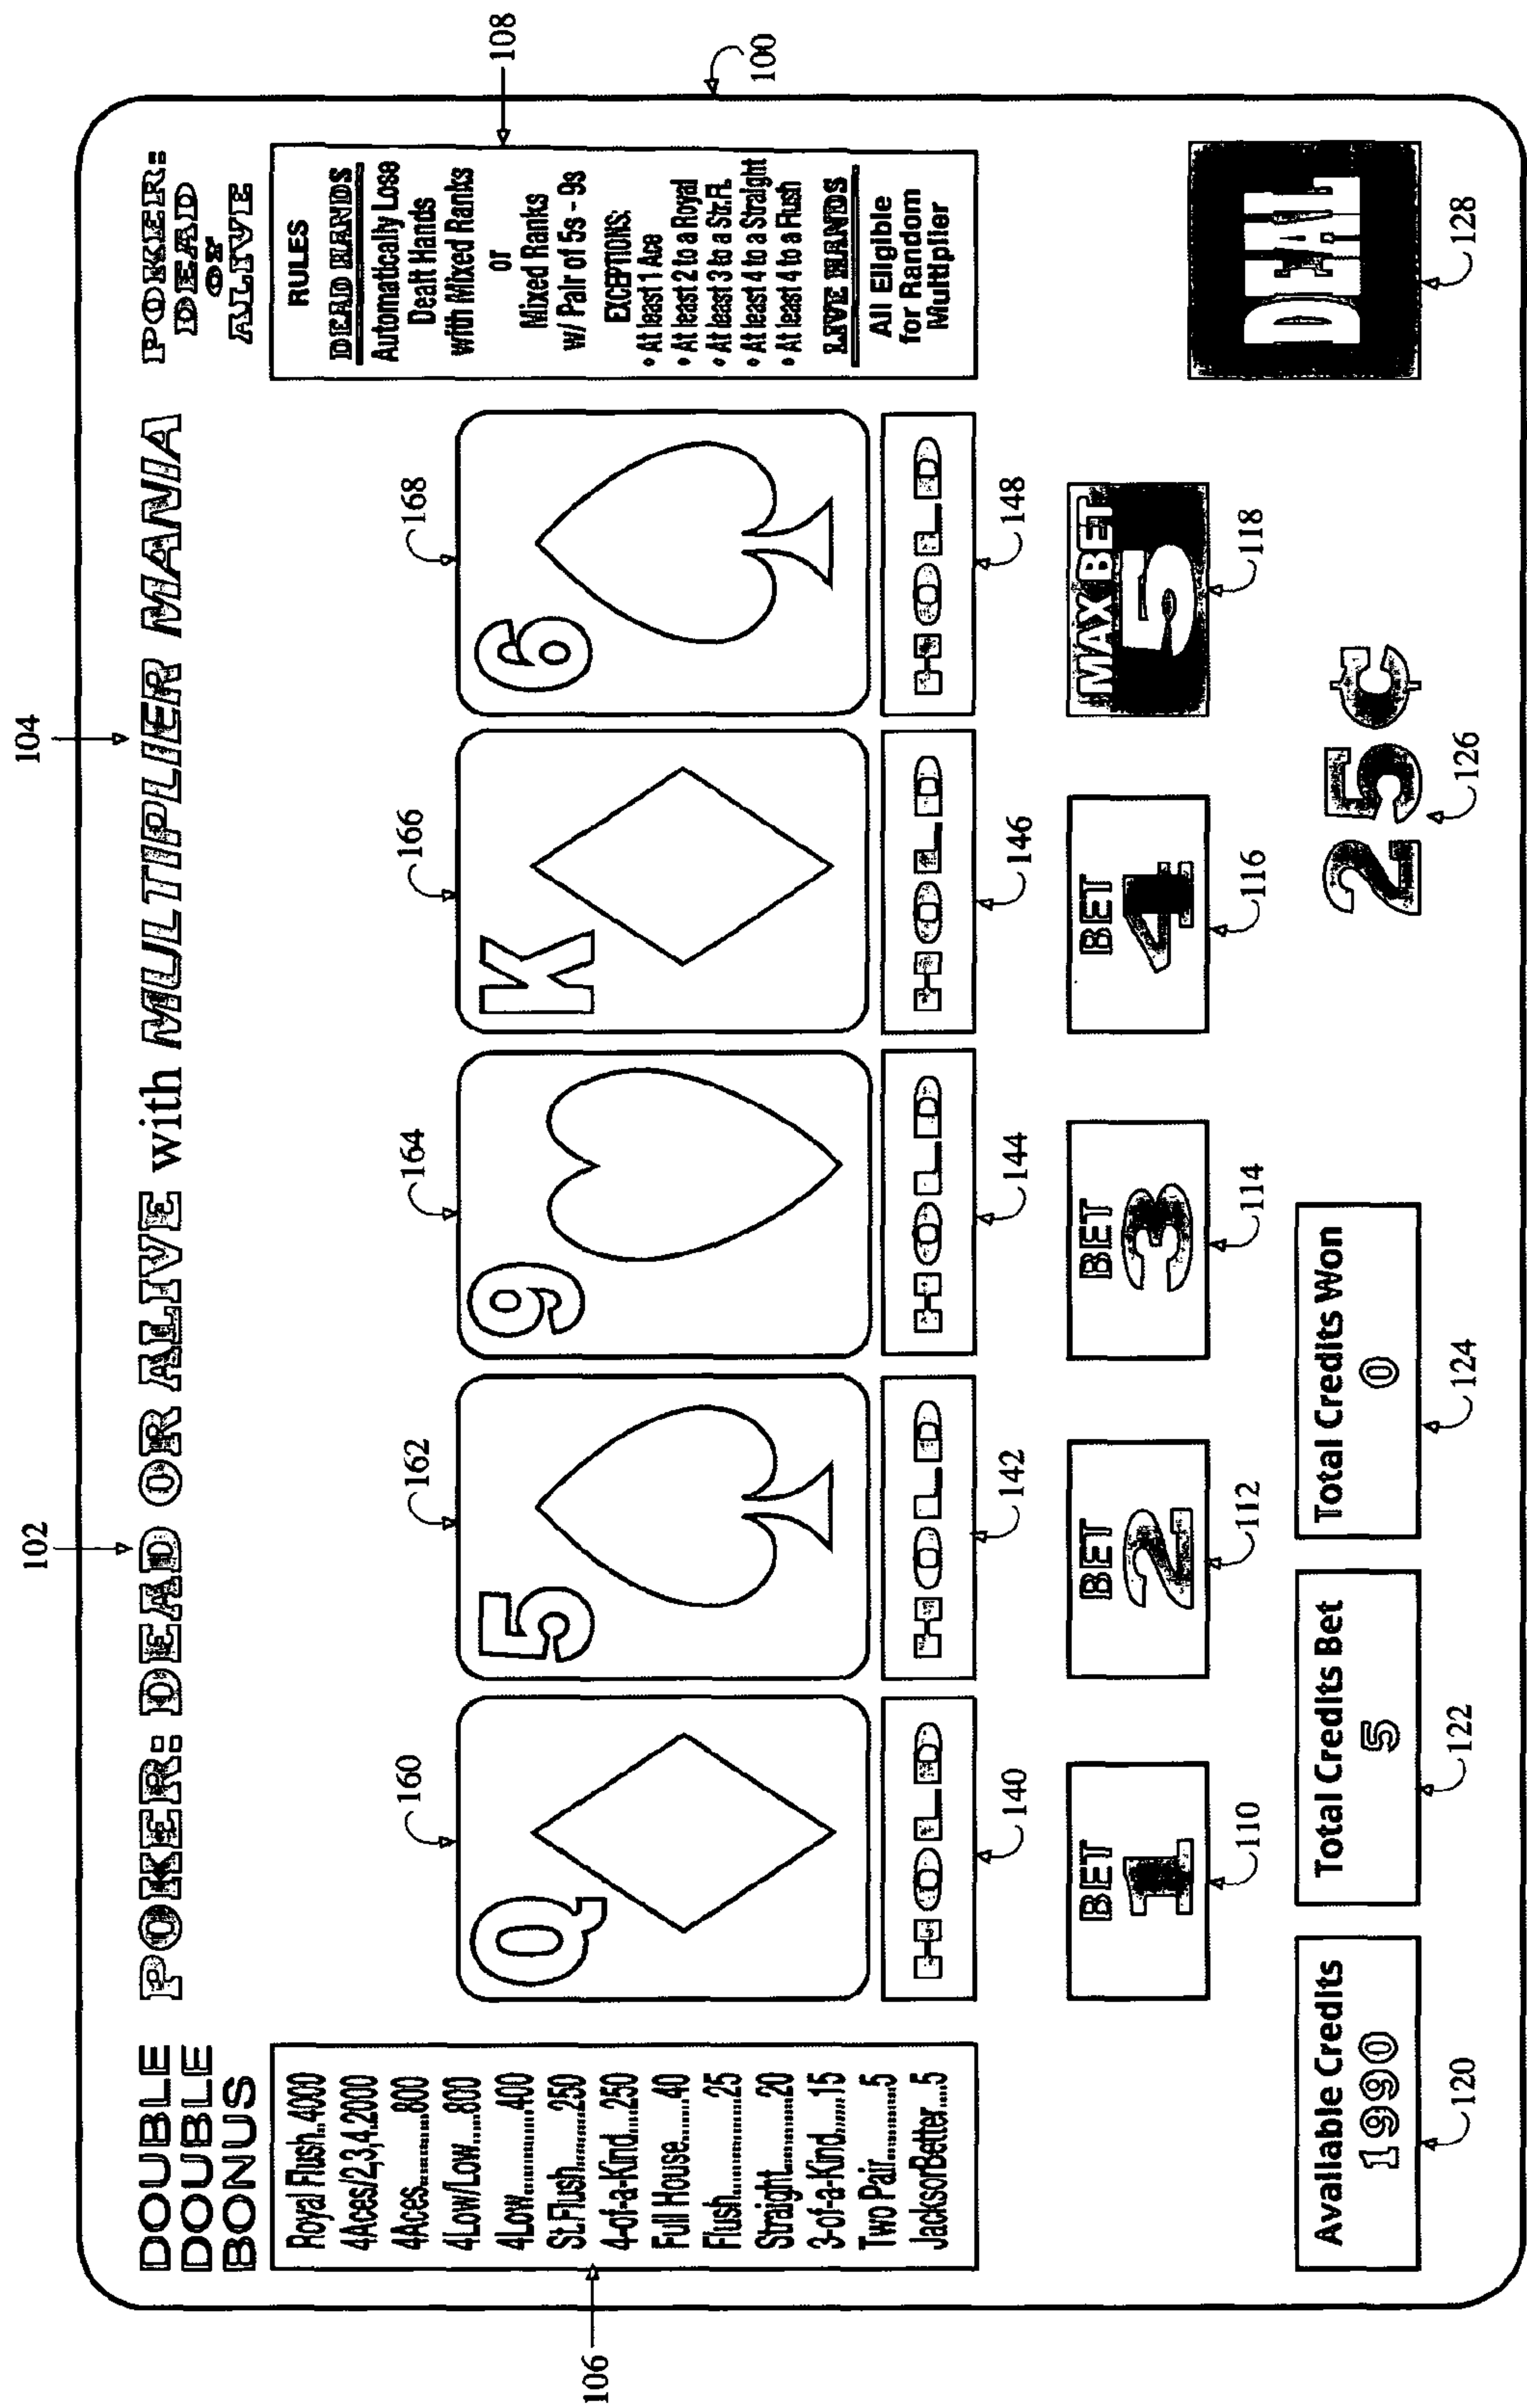 102
104
DOUBLE
DOUBLE
BONUS
POKER: DEAD OR ALIVE with MULTIPLIER MANIA
POKER:
DEAD
or
ALIVE
106
Royal Flush..4000
4Aces/2,3,4.2000
4Aces..........800
4Low/Low.....800
4Low............400
St.Flush........250
4-of-a-Kind...250
Full House......40
Flush..............25
Straight..........20
3-of-a-Kind....15
Two Pair.........5
JacksorBetter....5
160
162
164
166
168
Q
5
9
K
6
HOLD
HOLD
HOLD
HOLD
HOLD
140
142
144
146
148
RULES
DEAD HANDS
Automatically Lose
Dealt Hands
with Mixed Ranks
or
Mixed Ranks
w/ Pair of 5s - 9s
EXCEPTIONS:
• At least 1 Ace
• At least 2 to a Royal
• At least 3 to a Str.Fl.
• At least 4 to a Straight
• At least 4 to a Flush
LIVE HANDS
All Eligible
for Random
Multiplier
108
100
BET
1
BET
2
BET
3
BET
4
MAX BET
5
110
112
114
116
118
Available Credits
1990
Total Credits Bet
5
Total Credits Won
0
25¢
DEAL
120
122
124
126
128